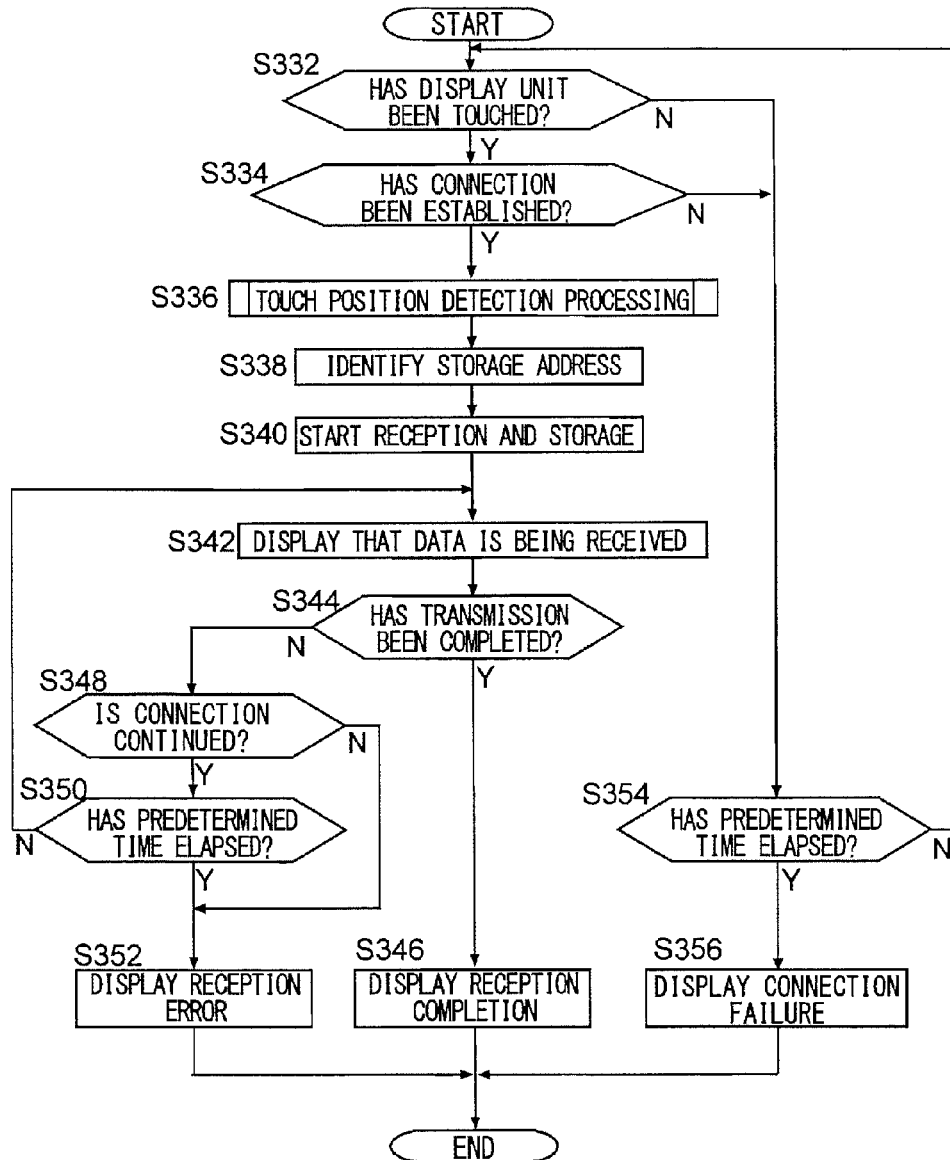 START
S332
HAS DISPLAY UNIT
BEEN TOUCHED?
N
Y
S334
HAS CONNECTION
BEEN ESTABLISHED?
N
Y
S336
TOUCH POSITION DETECTION PROCESSING
S338
IDENTIFY STORAGE ADDRESS
S340
START RECEPTION AND STORAGE
S342
DISPLAY THAT DATA IS BEING RECEIVED
S344
HAS TRANSMISSION
BEEN COMPLETED?
N
Y
S348
IS CONNECTION
CONTINUED?
N
Y
S350
HAS PREDETERMINED
TIME ELAPSED?
N
Y
S354
HAS PREDETERMINED
TIME ELAPSED?
N
Y
S352
DISPLAY RECEPTION
ERROR
S346
DISPLAY RECEPTION
COMPLETION
S356
DISPLAY CONNECTION
FAILURE
END